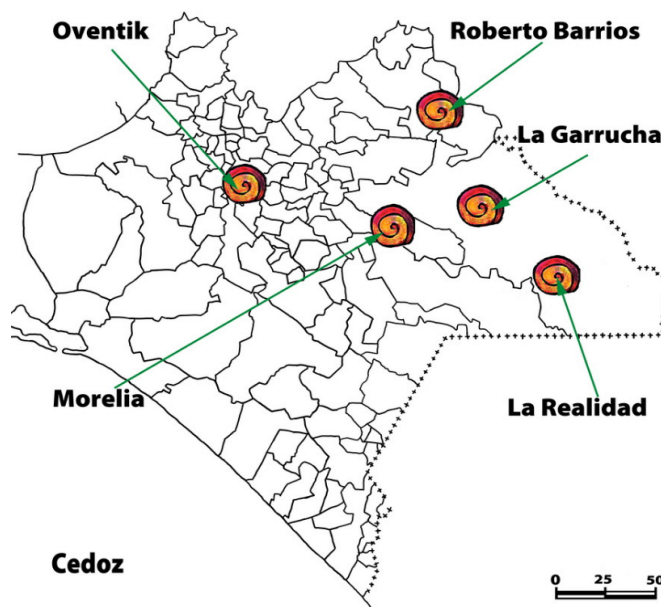 Oventik
Roberto Barrios
La Garrucha
Morelia
La Realidad
Cedoz
0 25 50